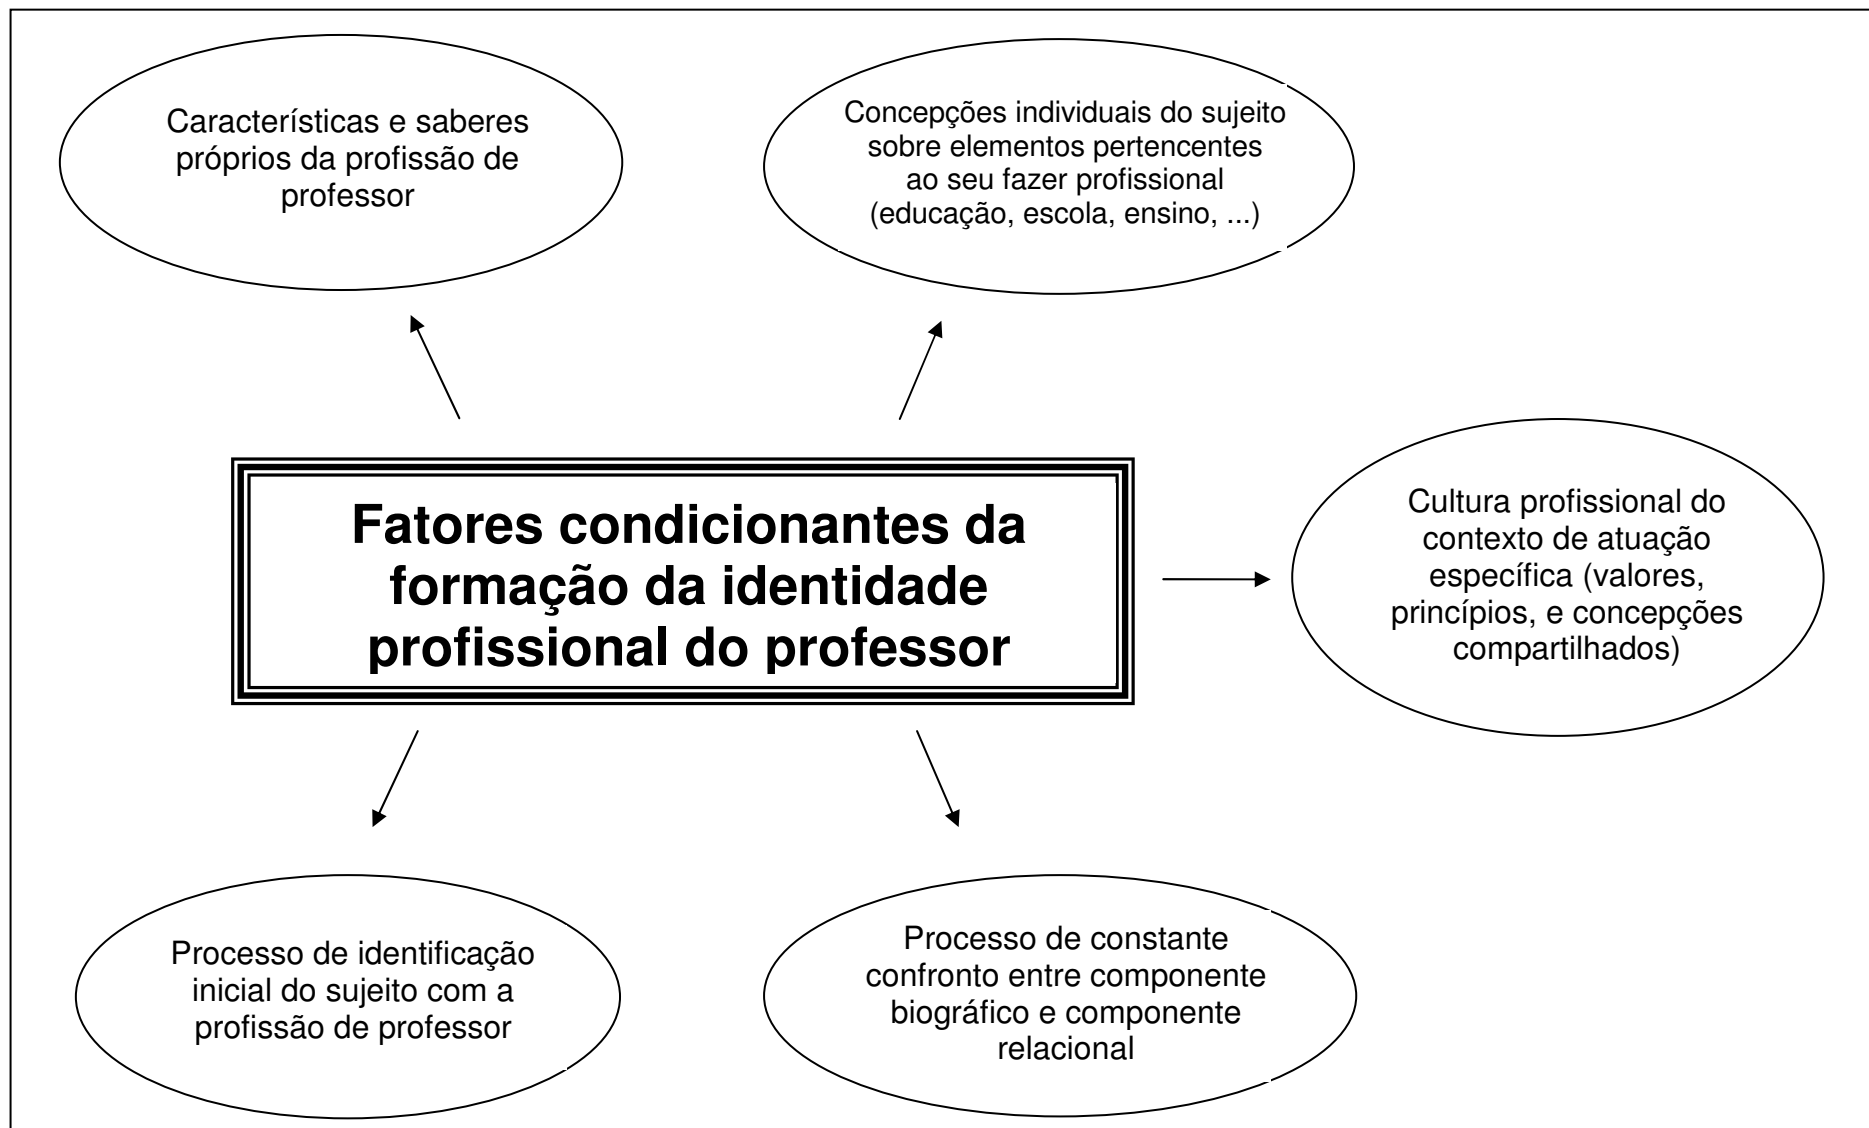 Características e saberes
próprios da profissão de
professor
Concepções individuais do sujeito
sobre elementos pertencentes
ao seu fazer profissional
(educação, escola, ensino, ...)
Fatores condicionantes da
formação da identidade
profissional do professor
Cultura profissional do
contexto de atuação
específica (valores,
princípios, e concepções
compartilhados)
Processo de identificação
inicial do sujeito com a
profissão de professor
Processo de constante
confronto entre componente
biográfico e componente
relacional